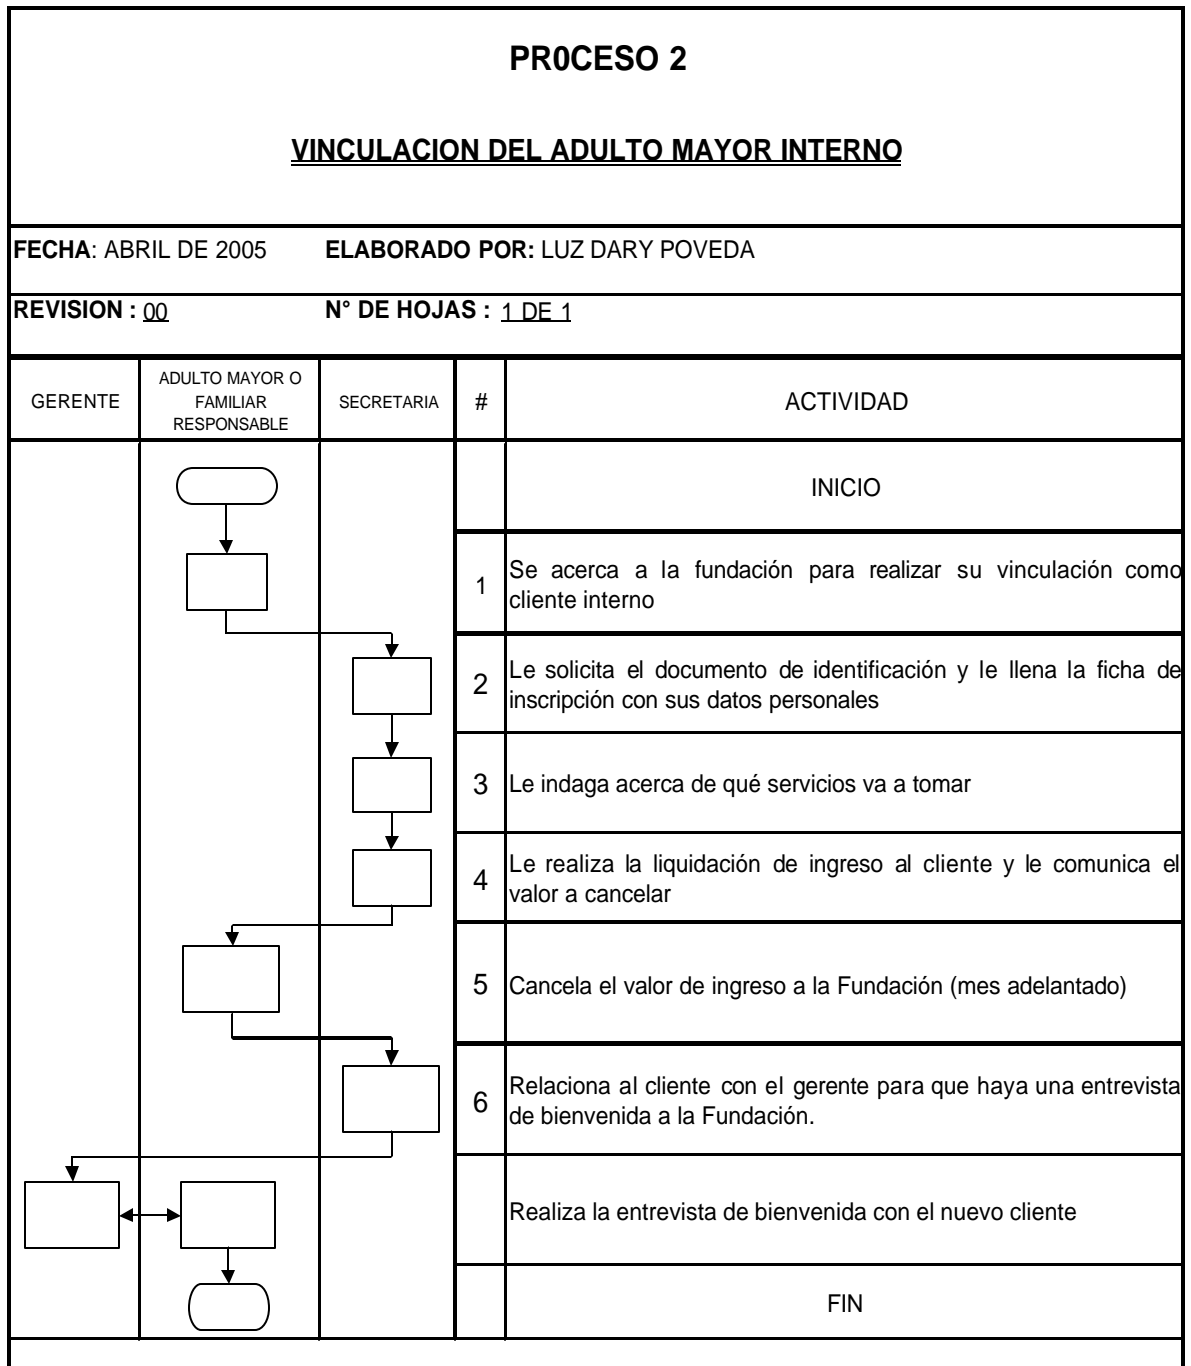 PR0CESO 2
VINCULACION DEL ADULTO MAYOR INTERNO
FECHA: ABRIL DE 2005 ELABORADO POR: LUZ DARY POVEDA
REVISION : 00 N° DE HOJAS : 1 DE 1
GERENTE
ADULTO MAYOR O
FAMILIAR
RESPONSABLE
SECRETARIA
#
ACTIVIDAD
INICIO
1
Se acerca a la fundación para realizar su vinculación como
cliente interno
2
Le solicita el documento de identificación y le llena la ficha de
inscripción con sus datos personales
3
Le indaga acerca de qué servicios va a tomar
4
Le realiza la liquidación de ingreso al cliente y le comunica el
valor a cancelar
5
Cancela el valor de ingreso a la Fundación (mes adelantado)
6
Relaciona al cliente con el gerente para que haya una entrevista
de bienvenida a la Fundación.
Realiza la entrevista de bienvenida con el nuevo cliente
FIN